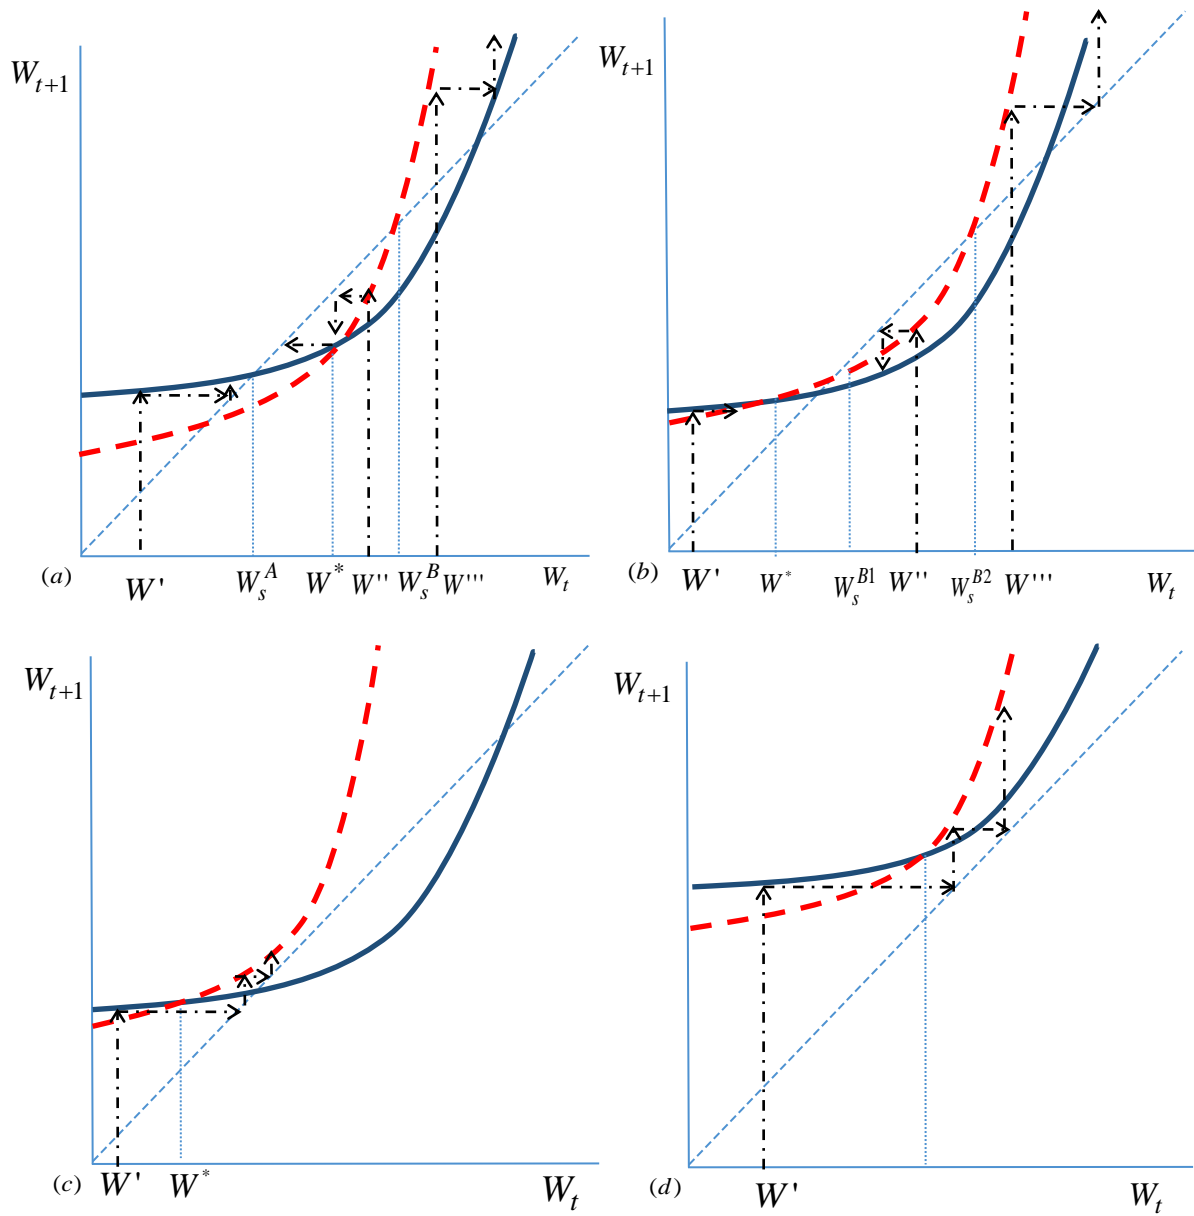 W_{t+1}
(a) W' W_s^A W^* W'' W_s^B W''' W_t
W_{t+1}
(b) W' W^* W_s^{B1} W'' W_s^{B2} W''' W_t
W_{t+1}
(c) W' W^* W_t
W_{t+1}
(d) W' W_t